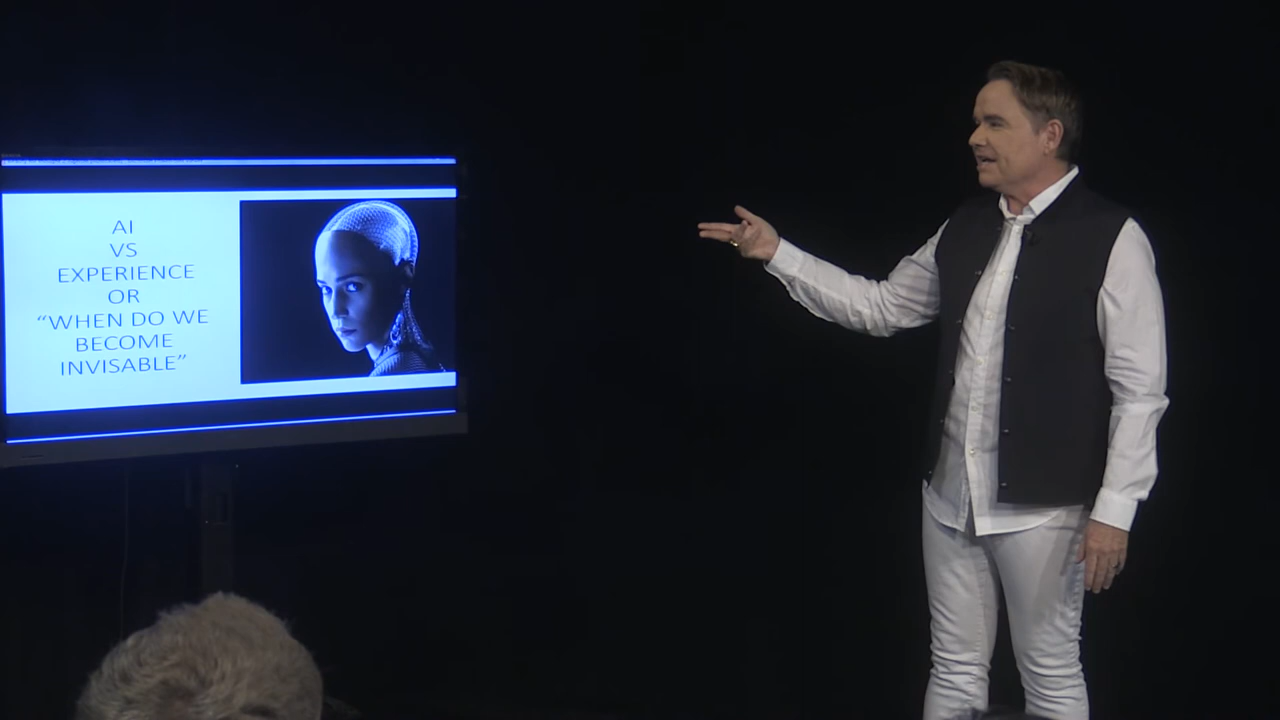 AI
VS
EXPERIENCE
OR
“WHEN DO WE
BECOME
INVISABLE”